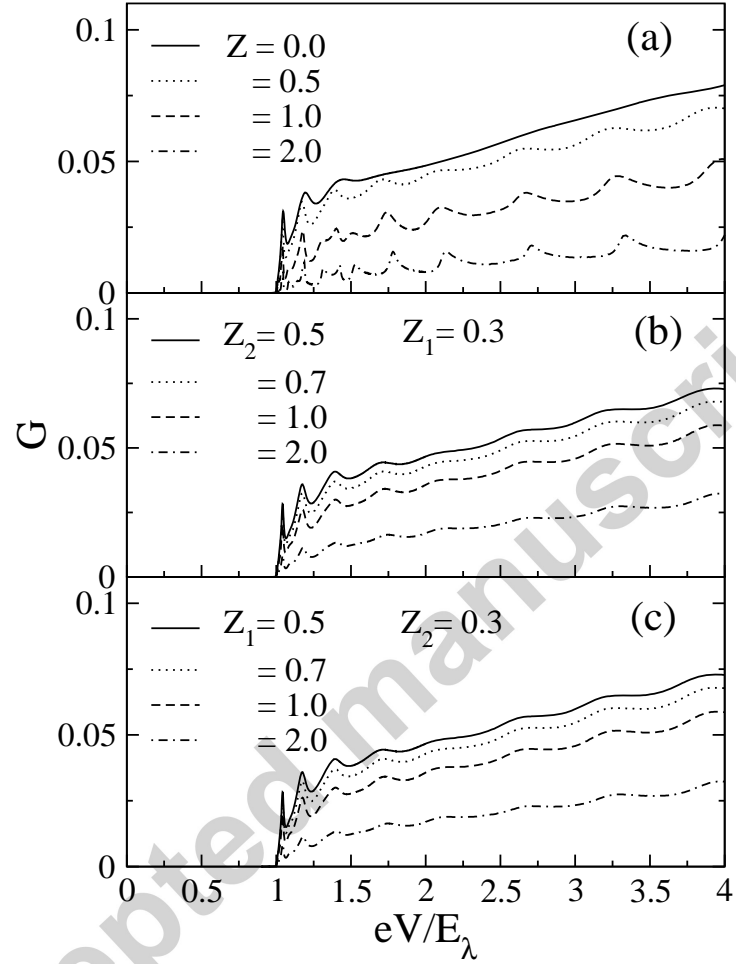 0.1
(a)
Z = 0.0
= 0.5
= 1.0
= 2.0
0.05
0
0.1
(b)
Z₂ = 0.5
Z₁ = 0.3
= 0.7
= 1.0
= 2.0
G
0.05
0
0.1
(c)
Z₁ = 0.5
Z₂ = 0.3
= 0.7
= 1.0
= 2.0
0.05
0
0 0.5 1 1.5 2 2.5 3 3.5 4
eV/E_λ
epted manuscri